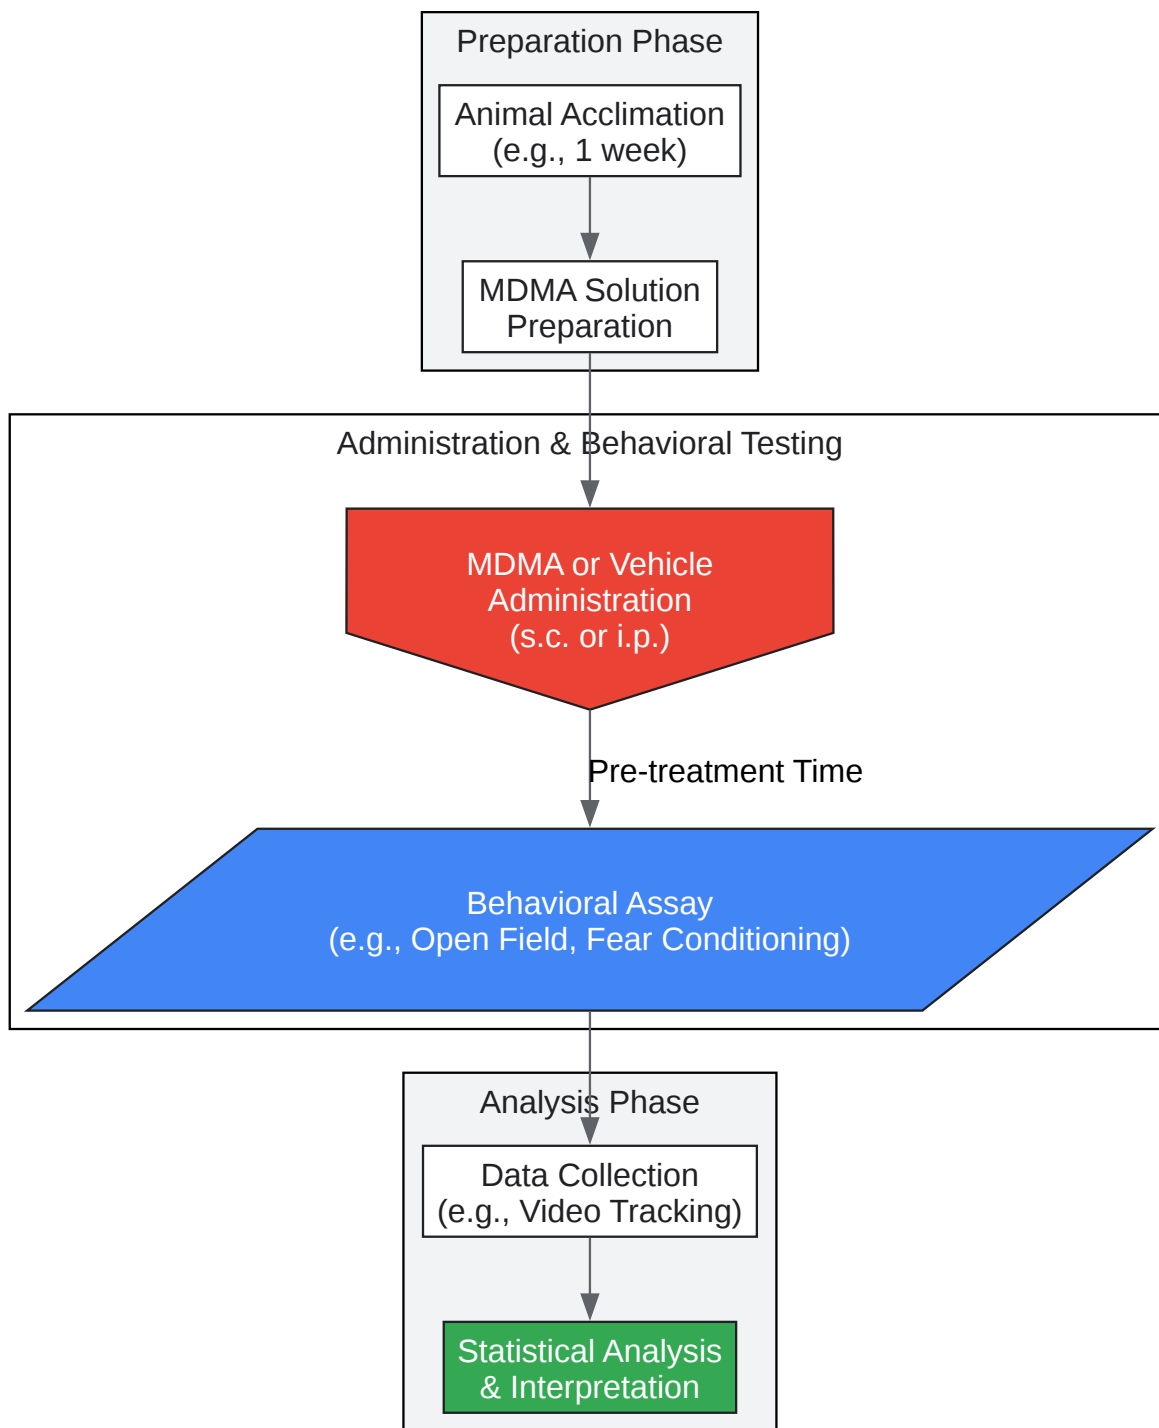 Preparation Phase
Animal Acclimation
(e.g., 1 week)
MDMA Solution
Preparation
Administration & Behavioral Testing
MDMA or Vehicle
Administration
(s.c. or i.p.)
Pre-treatment Time
Behavioral Assay
(e.g., Open Field, Fear Conditioning)
Analysis Phase
Data Collection
(e.g., Video Tracking)
Statistical Analysis
& Interpretation